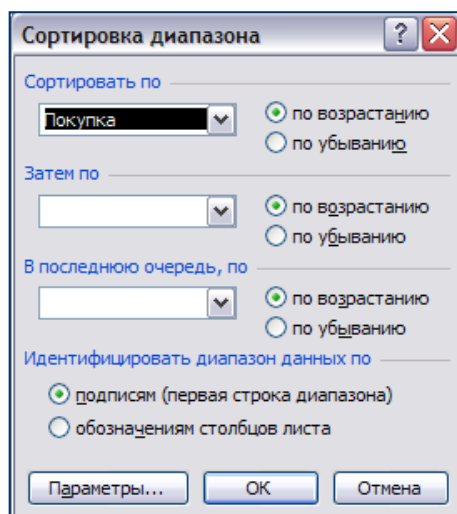 Сортировка диапазона
Сортировать по
Покупка
по возрастанию
по убыванию
Затем по
по возрастанию
по убыванию
В последнюю очередь, по
по возрастанию
по убыванию
Идентифицировать диапазон данных по
подписям (первая строка диапазона)
обозначениям столбцов листа
Параметры... ОК Отмена